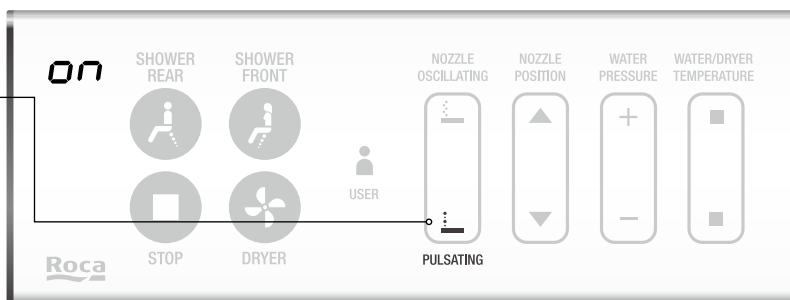 on
SHOWER
REAR
SHOWER
FRONT
NOZZLE
OSCILLATING
NOZZLE
POSITION
WATER
PRESSURE
WATER/DRYER
TEMPERATURE
USER
STOP
DRYER
PULSATING
Roca